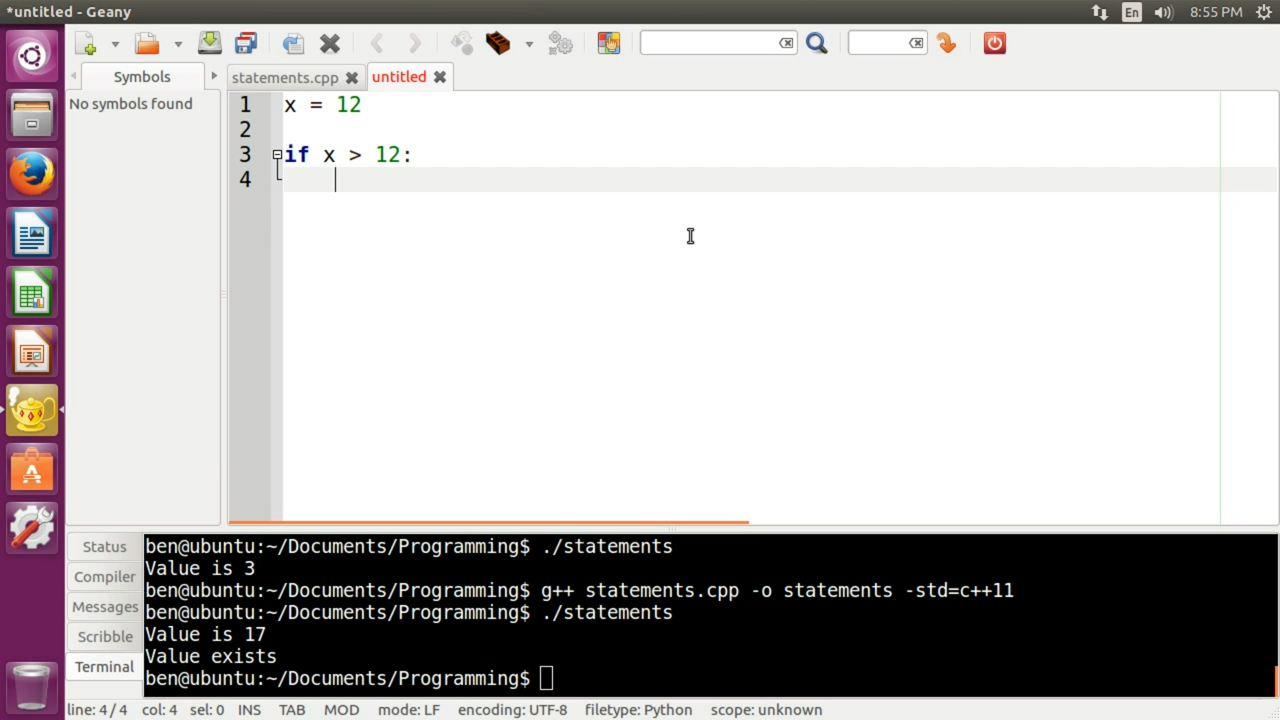 *untitled - Geany
En
8:55 PM
Symbols
statements.cpp
untitled
No symbols found
1 x = 12
2
3 if x > 12:
4
Status
Compiler
Messages
Scribble
Terminal
ben@ubuntu:~/Documents/Programming$ ./statements
Value is 3
ben@ubuntu:~/Documents/Programming$ g++ statements.cpp -o statements -std=c++11
ben@ubuntu:~/Documents/Programming$ ./statements
Value is 17
Value exists
ben@ubuntu:~/Documents/Programming$
line: 4 / 4 col: 4 sel: 0 INS TAB MOD mode: LF encoding: UTF-8 filetype: Python scope: unknown